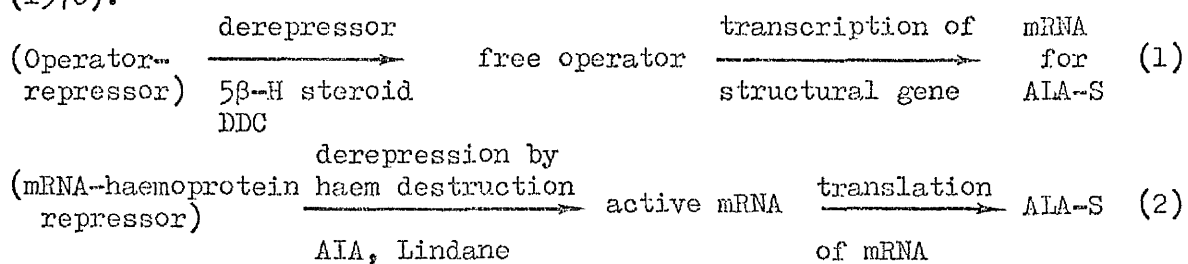 (1970).
derepressor transcription of mRNA
(Operator- free operator for (1)
repressor) 5β-H steroid structural gene ALA-S
DDC
derepression by
(mRNA-haemoprotein haem destruction active mRNA translation ALA-S (2)
repressor)
AIA, Lindane of mRNA